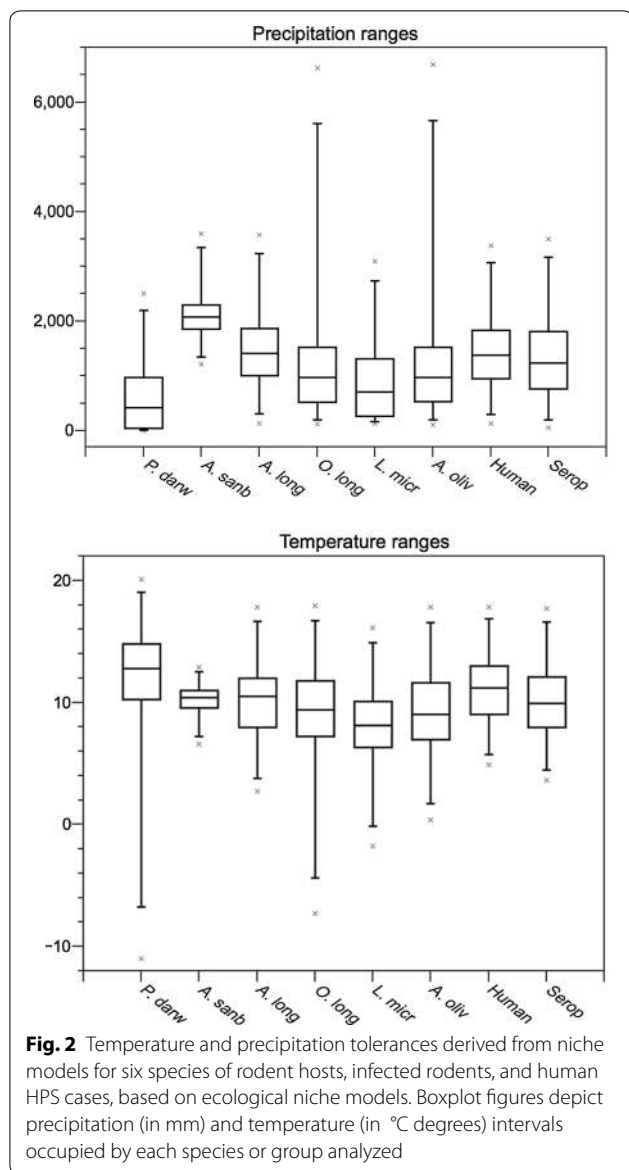 Precipitation ranges
6,000
4,000
2,000
0
P. darw
A. sanb
A. long
O. long
L. micr
A. oliv
Human
Serop
Temperature ranges
20
10
0
−10
P. darw
A. sanb
A. long
O. long
L. micr
A. oliv
Human
Serop
Fig. 2 Temperature and precipitation tolerances derived from niche
models for six species of rodent hosts, infected rodents, and human
HPS cases, based on ecological niche models. Boxplot figures depict
precipitation (in mm) and temperature (in °C degrees) intervals
occupied by each species or group analyzed